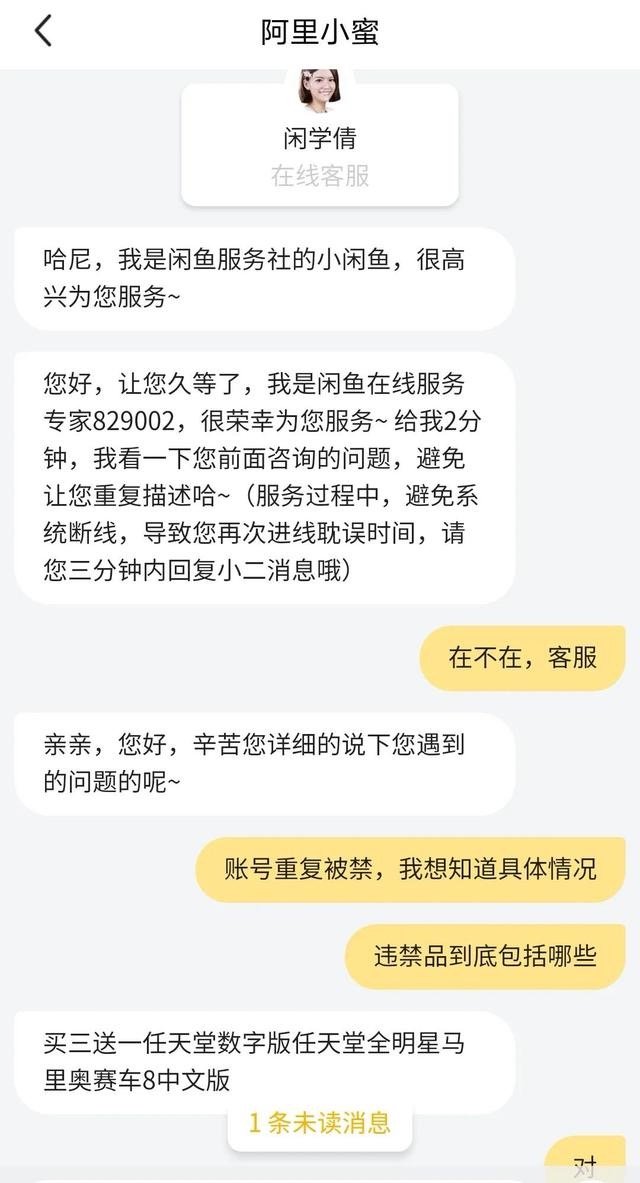 阿里小蜜
闲学倩
在线客服
哈尼，我是闲鱼服务社的小闲鱼，很高
兴为您服务~
您好，让您久等了，我是闲鱼在线服务
专家829002，很荣幸为您服务~ 给我2分
钟，我看一下您前面咨询的问题，避免
让您重复描述哈~（服务过程中，避免系
统断线，导致您再次进线耽误时间，请
您三分钟内回复小二消息哦）
在不在，客服
亲亲，您好，辛苦您详细的说下您遇到
的问题的呢~
账号重复被禁，我想知道具体情况
违禁品到底包括哪些
买三送一任天堂数字版任天堂全明星马
里奥赛车8中文版
1 条未读消息
对